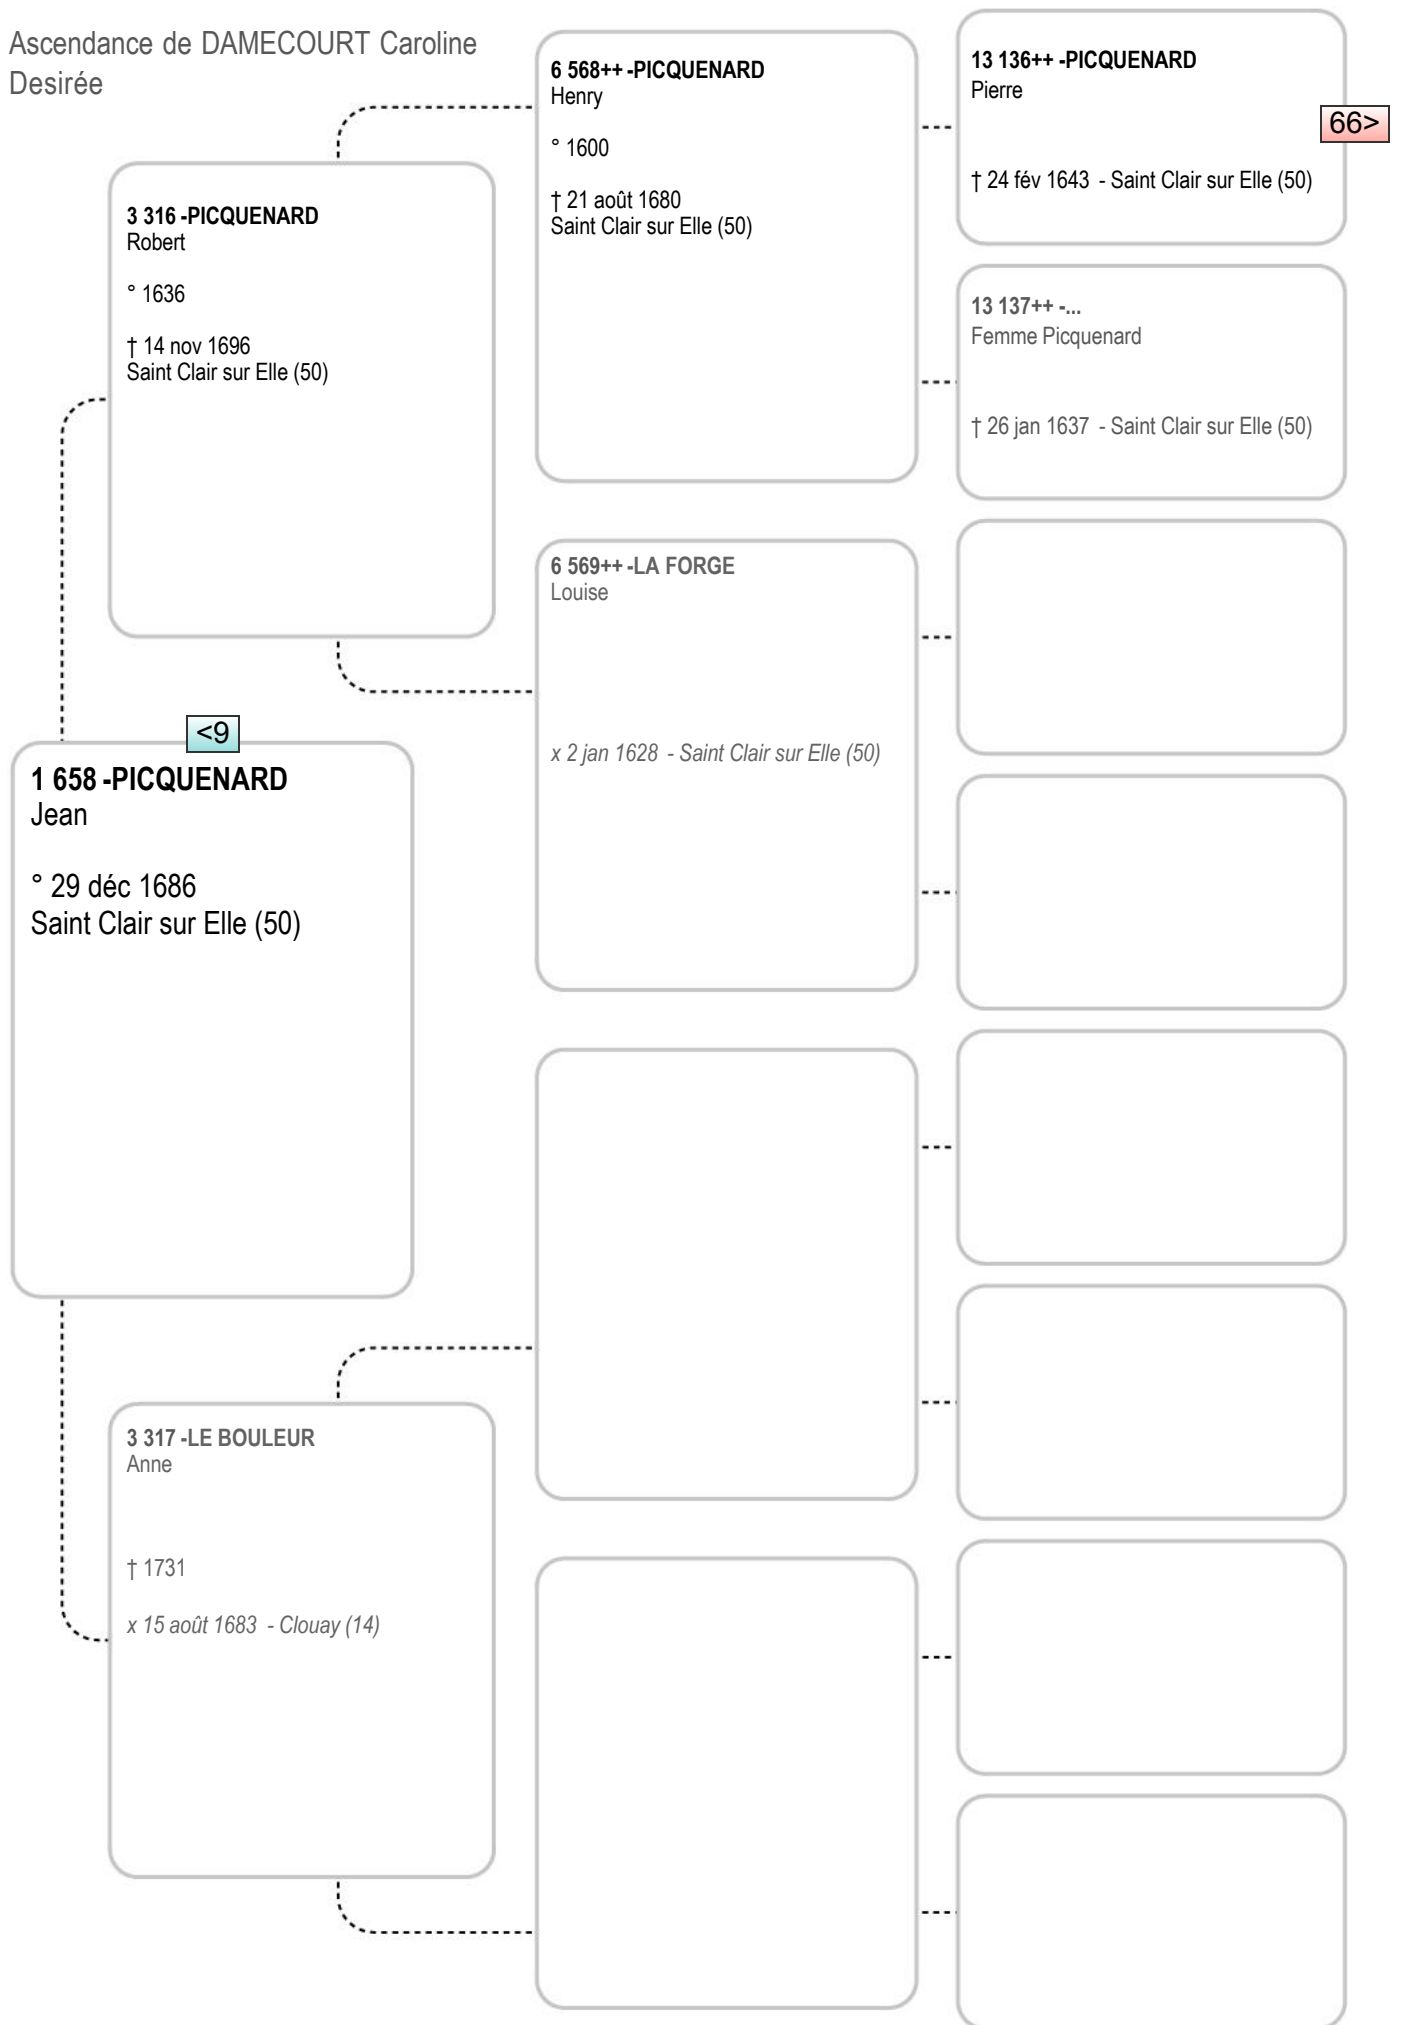 Ascendance de DAMECOURT Caroline
Desirée
6 568++ -PICQUENARD
Henry
° 1600
† 21 août 1680
Saint Clair sur Elle (50)
13 136++ -PICQUENARD
Pierre
66>
† 24 fév 1643 - Saint Clair sur Elle (50)
3 316 -PICQUENARD
Robert
° 1636
† 14 nov 1696
Saint Clair sur Elle (50)
13 137++ -...
Femme Picquenard
† 26 jan 1637 - Saint Clair sur Elle (50)
6 569++ -LA FORGE
Louise
x 2 jan 1628 - Saint Clair sur Elle (50)
<9
1 658 -PICQUENARD
Jean
° 29 déc 1686
Saint Clair sur Elle (50)
3 317 -LE BOULEUR
Anne
† 1731
x 15 août 1683 - Clouay (14)